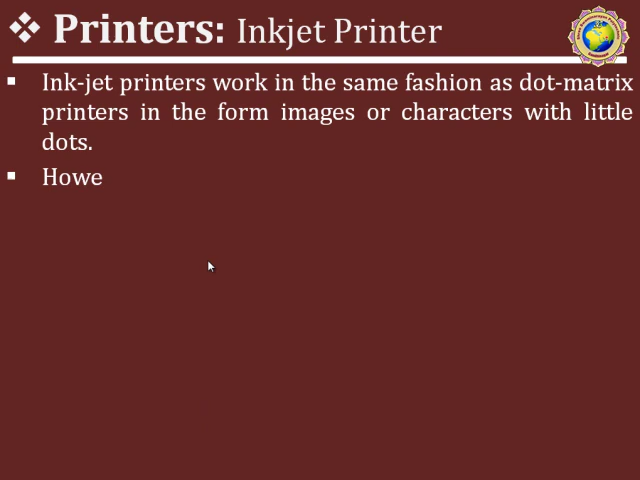 ❖ Printers: Inkjet Printer
▪ Ink-jet printers work in the same fashion as dot-matrix
printers in the form images or characters with little
dots.
▪ Howe